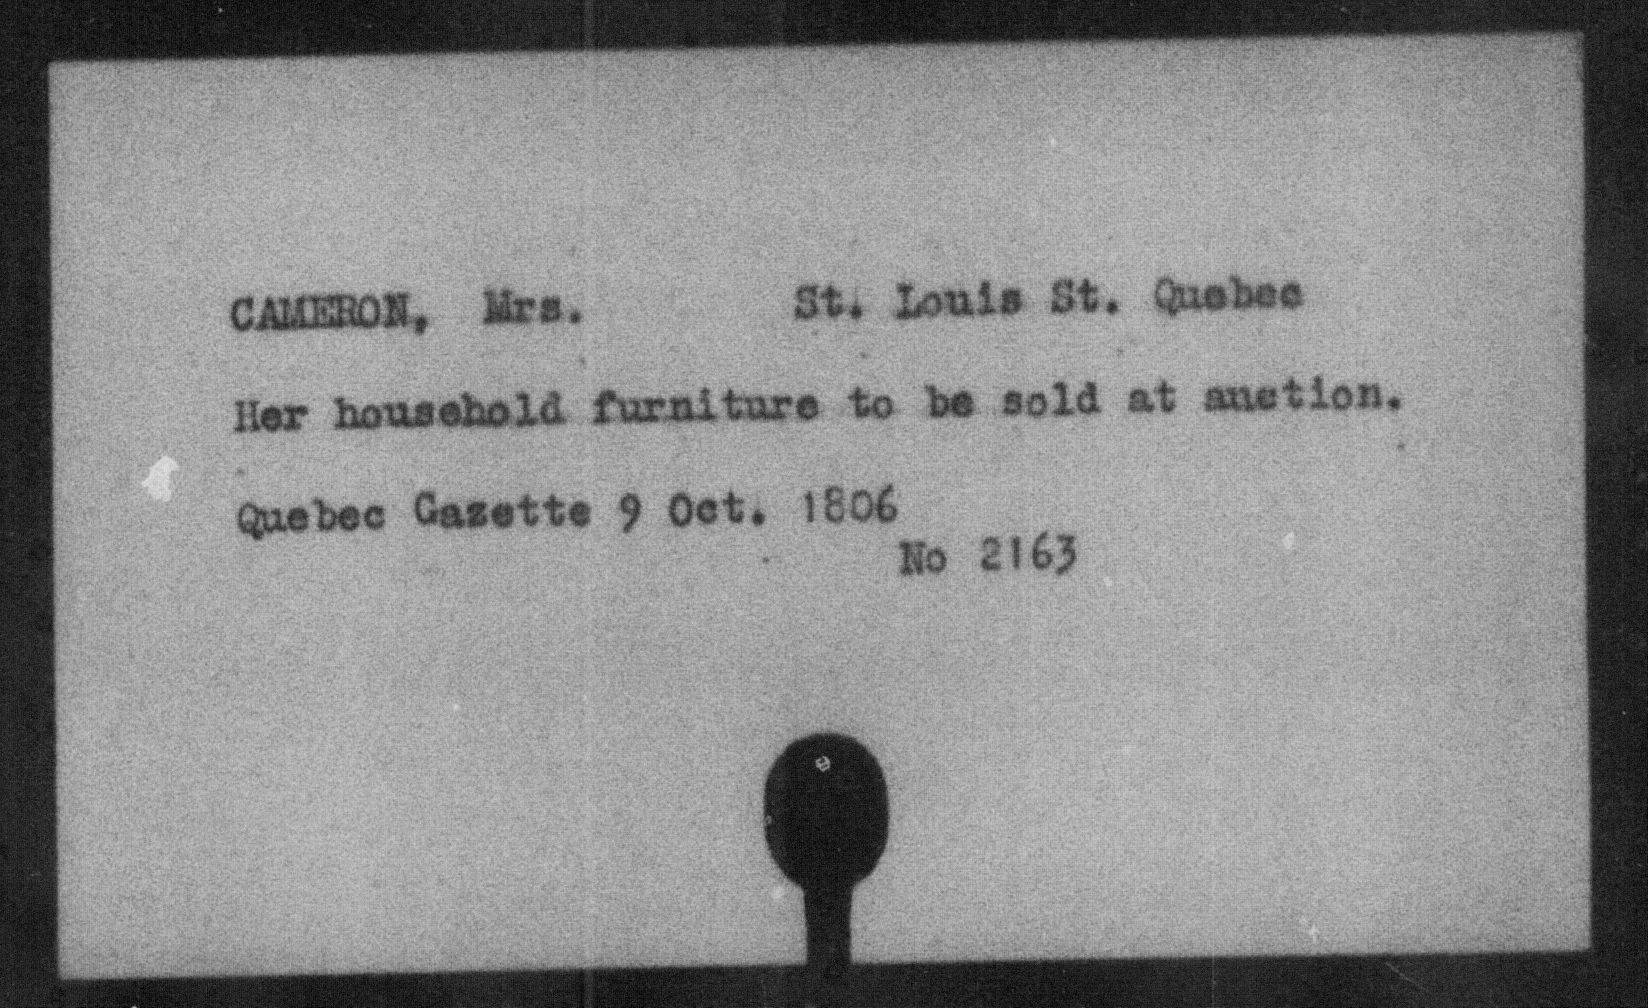 CAMERON, Mrs. St. Louis St. Quebec
Her household furniture to be sold at auction.
Quebec Gazette 9 Oct. 1806
No 2163